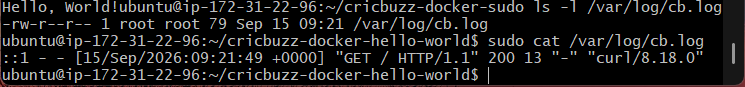 Hello, World!ubuntu@ip-172-31-22-96:~/cricbuzz-docker-sudo ls -l /var/log/cb.log
-rw-r--r-- 1 root root 79 Sep 15 09:21 /var/log/cb.log
ubuntu@ip-172-31-22-96:~/cricbuzz-docker-hello-world$ sudo cat /var/log/cb.log
::1 - - [15/Sep/2026:09:21:49 +0000] "GET / HTTP/1.1" 200 13 "-" "curl/8.18.0"
ubuntu@ip-172-31-22-96:~/cricbuzz-docker-hello-world$